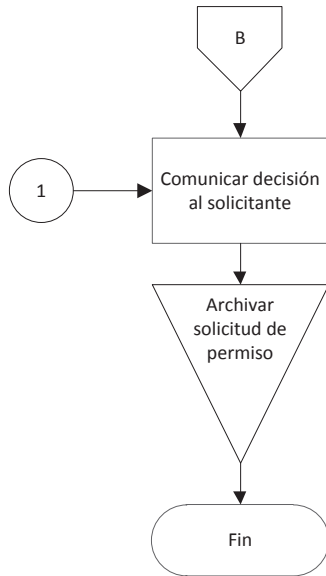 B
1
Comunicar decisión
al solicitante
Archivar
solicitud de
permiso
Fin